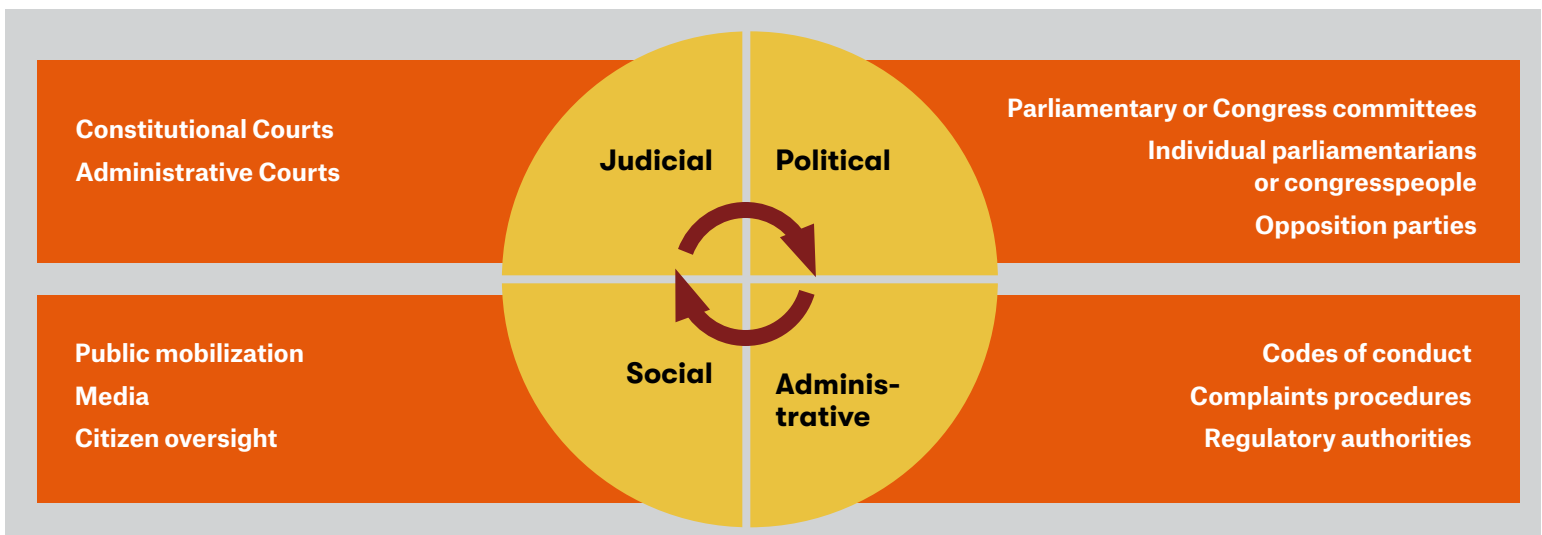 Constitutional Courts
Administrative Courts
Judicial
Political
Parliamentary or Congress committees
Individual parliamentarians
or congresspeople
Opposition parties
Public mobilization
Media
Citizen oversight
Social
Adminis-
trative
Codes of conduct
Complaints procedures
Regulatory authorities